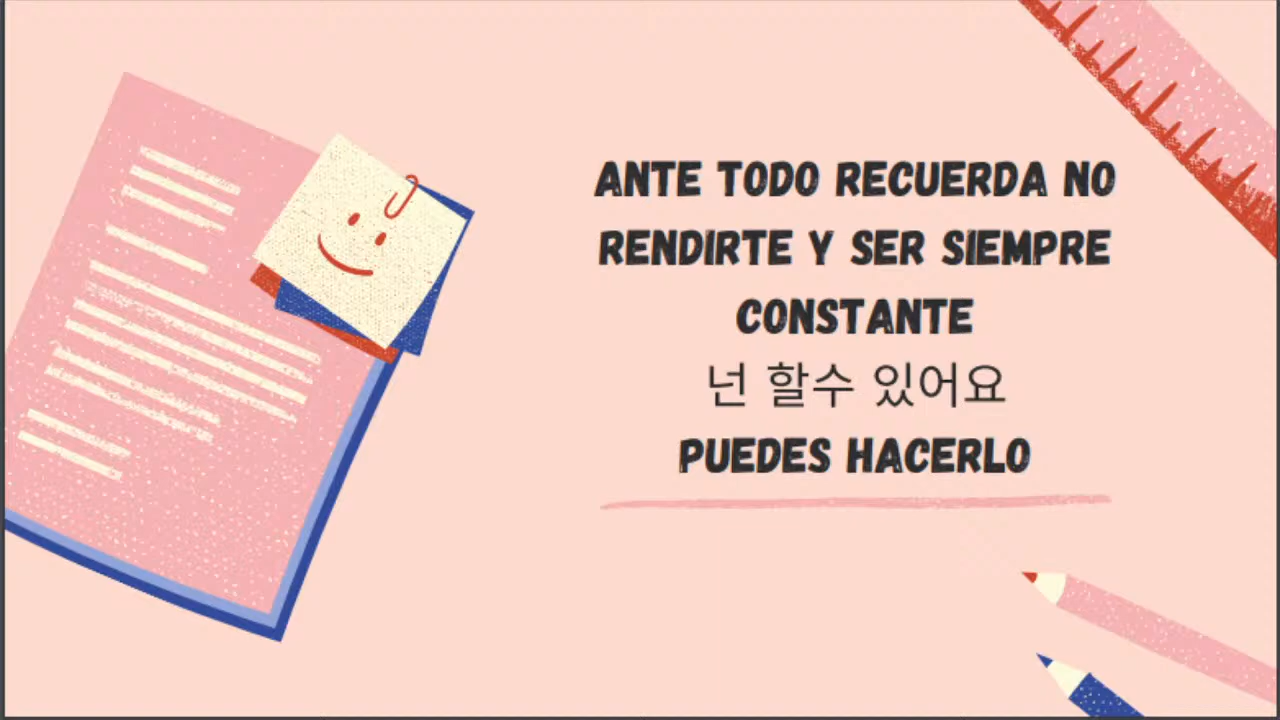 ANTE TODO RECUERDA NO
RENDIRTE Y SER SIEMPRE
CONSTANTE
넌 할수 있어요
PUEDES HACERLO